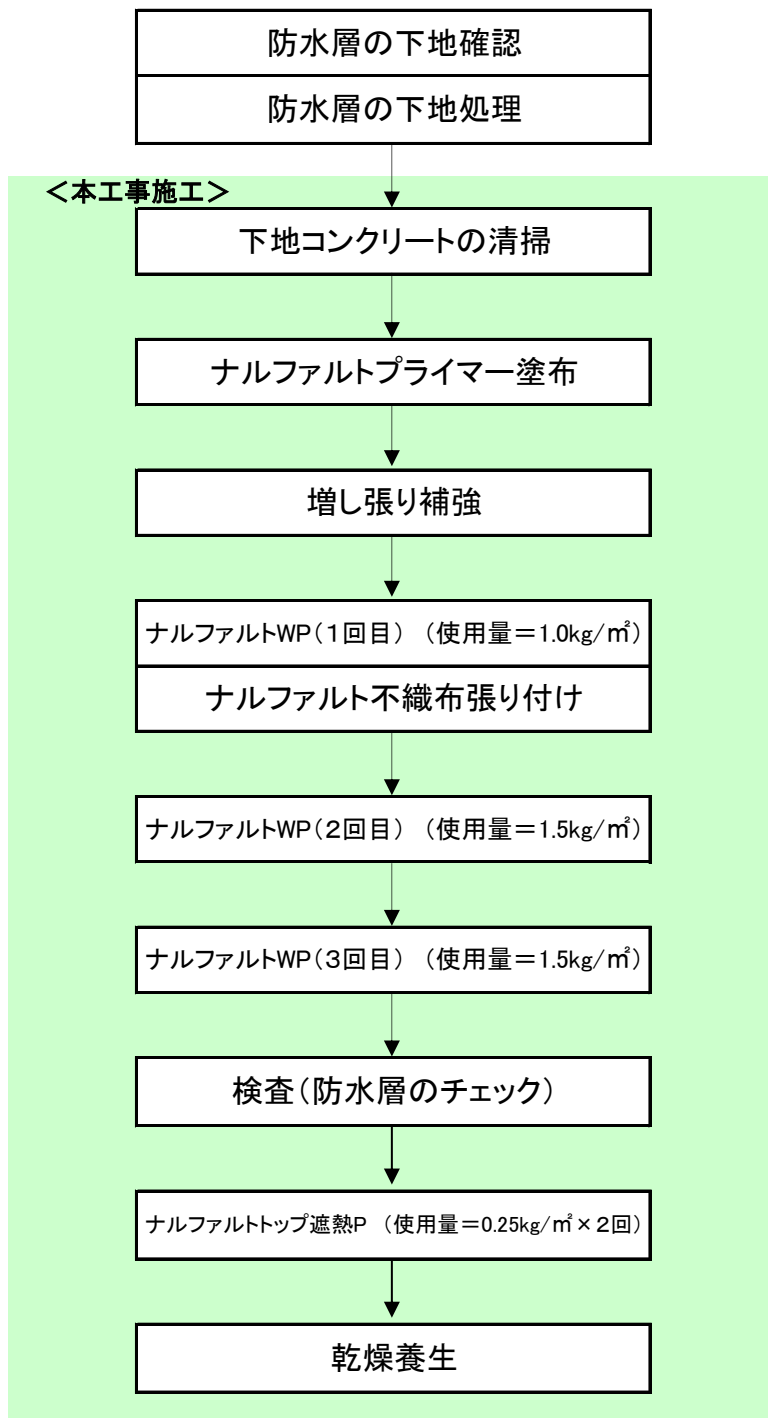 防水層の下地確認
防水層の下地処理
＜本工事施工＞
下地コンクリートの清掃
ナルファルトプライマー塗布
増し張り補強
ナルファルトWP（１回目）　（使用量＝1.0kg/㎡）
ナルファルト不織布張り付け
ナルファルトWP（２回目）　（使用量＝1.5kg/㎡）
ナルファルトWP（３回目）　（使用量＝1.5kg/㎡）
検査（防水層のチェック）
ナルファルトトップ遮熱P　（使用量＝0.25kg/㎡×２回）
乾燥養生